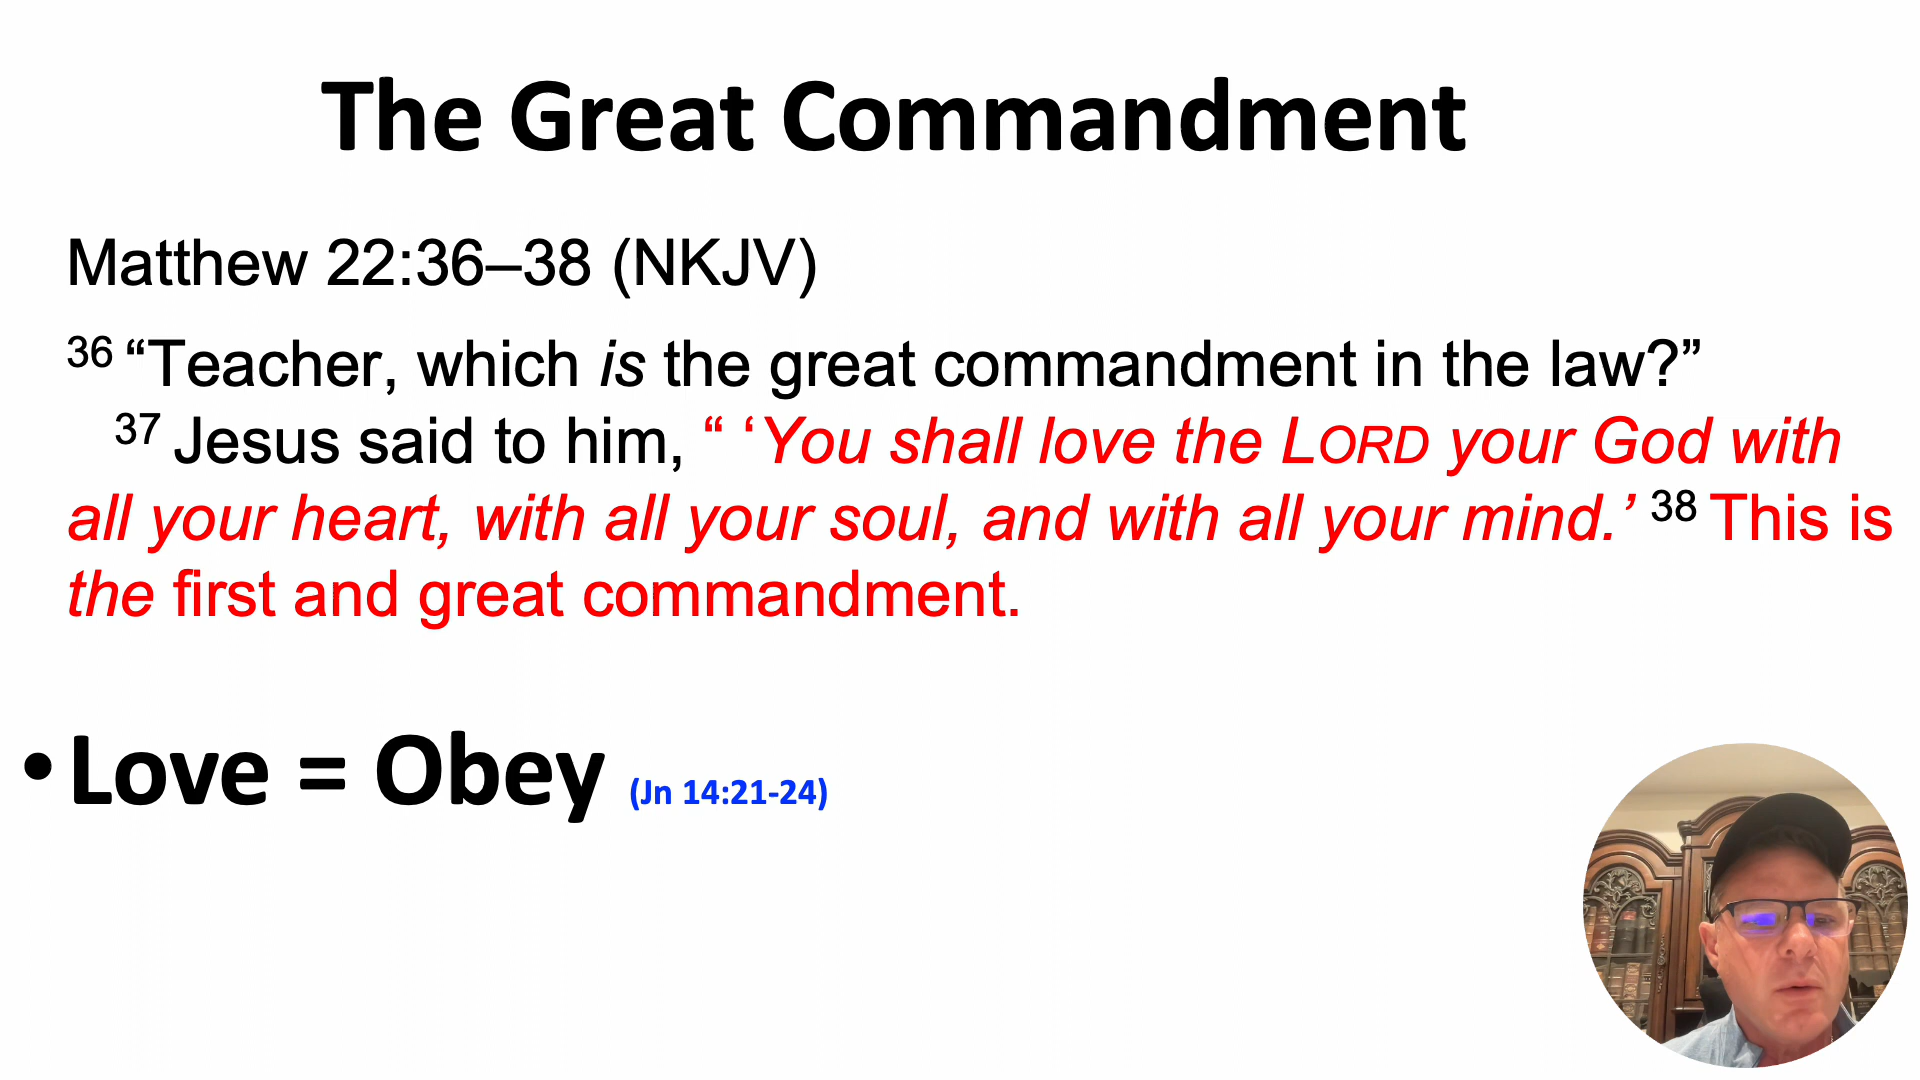 The Great Commandment
Matthew 22:36–38 (NKJV)
36 “Teacher, which is the great commandment in the law?”
37 Jesus said to him, “ ‘You shall love the LORD your God with
all your heart, with all your soul, and with all your mind.’ 38 This is
the first and great commandment.
•Love = Obey (Jn 14:21-24)